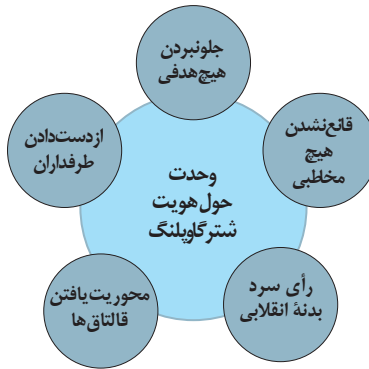 جلونبردن
هیچ‌هدفی
قانع‌نشدن
هیچ
مخاطبی
ازدست‌دادن
طرفداران
وحدت
حول‌هویت
شترگاوپلنگ
رأی سرد
بدنهٔ انقلابی
محوریت‌یافتن
قالتاق‌ها